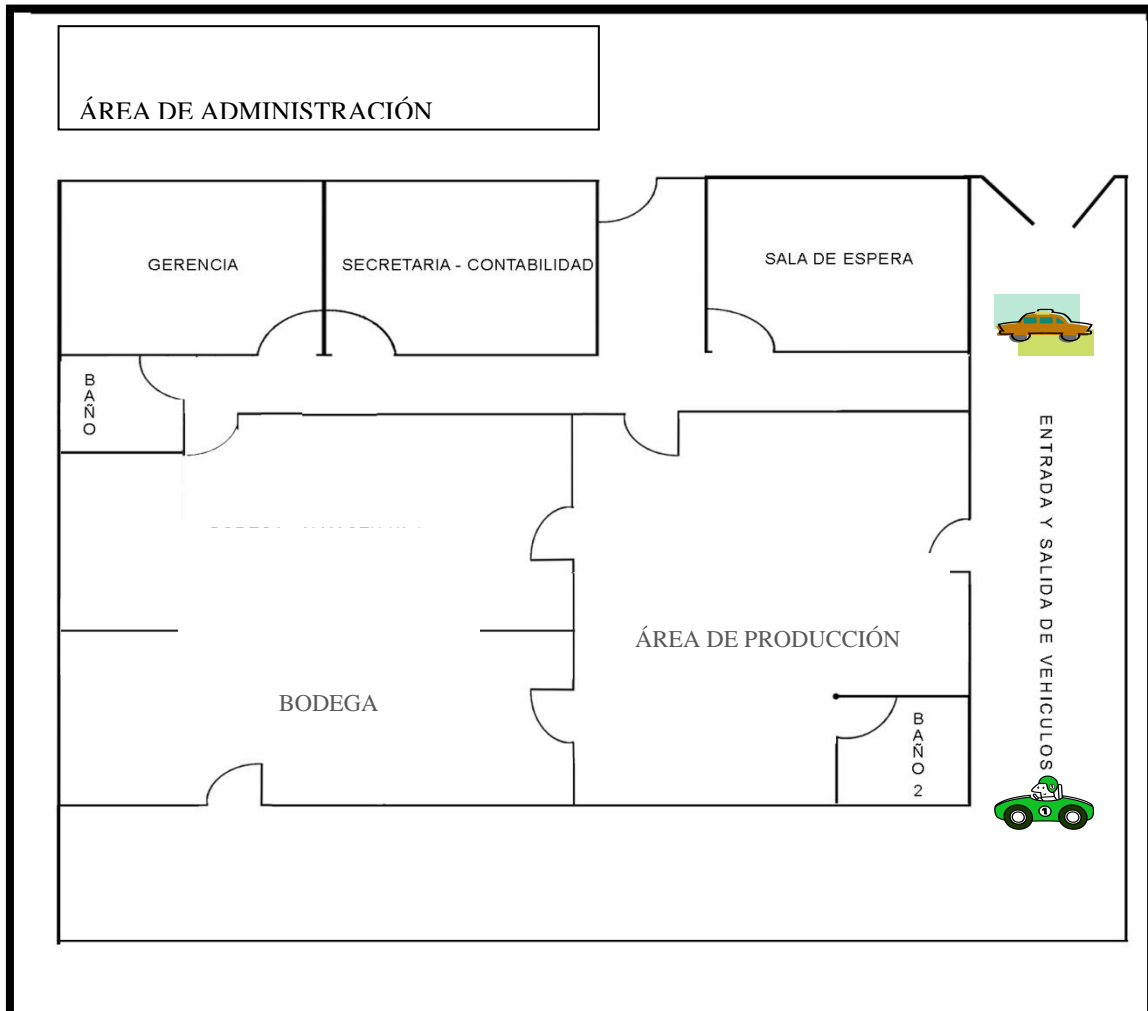 ÁREA DE ADMINISTRACIÓN
GERENCIA
SECRETARIA - CONTABILIDAD
SALA DE ESPERA
BAÑO
ENTRADA Y SALIDA DE VEHICULOS
ÁREA DE PRODUCCIÓN
BODEGA
BAÑO 2
1